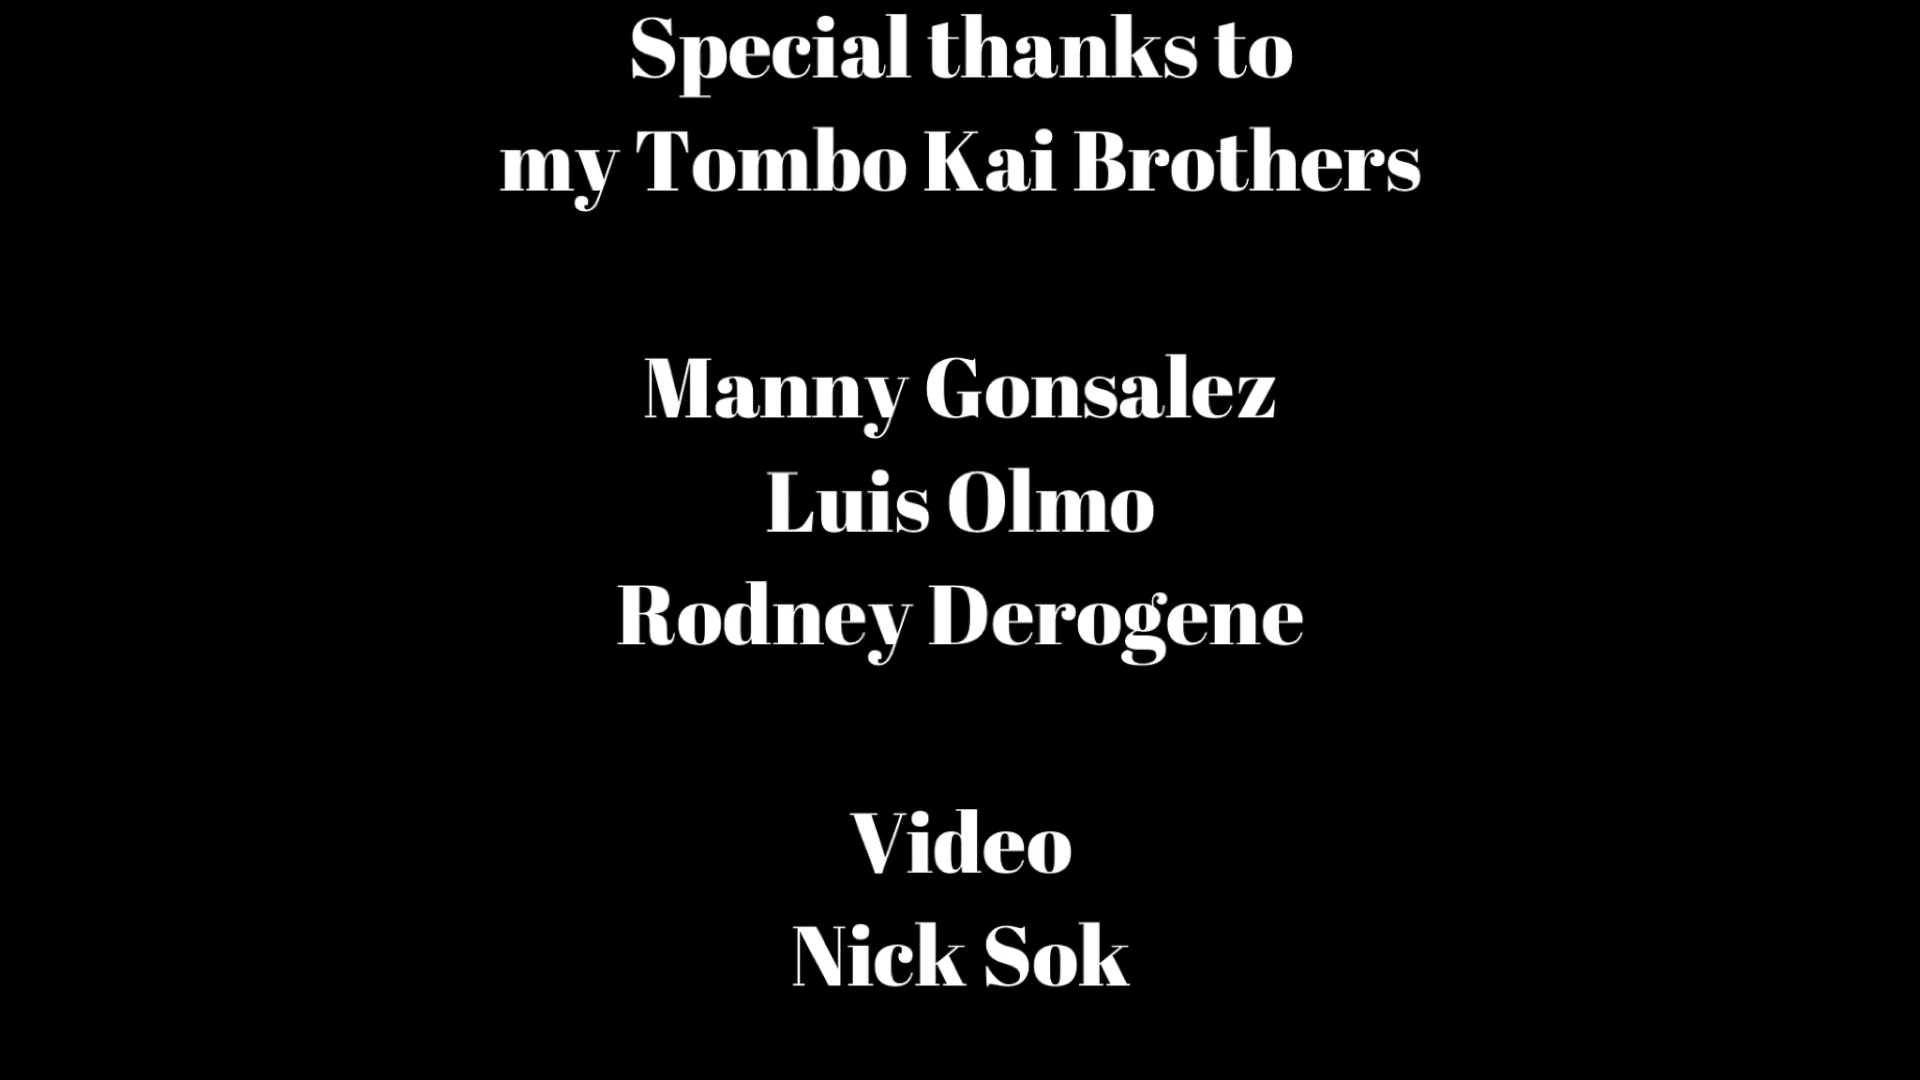 Special thanks to
my Tombo Kai Brothers
Manny Gonsalez
Luis Olmo
Rodney Derogene
Video
Nick Sok